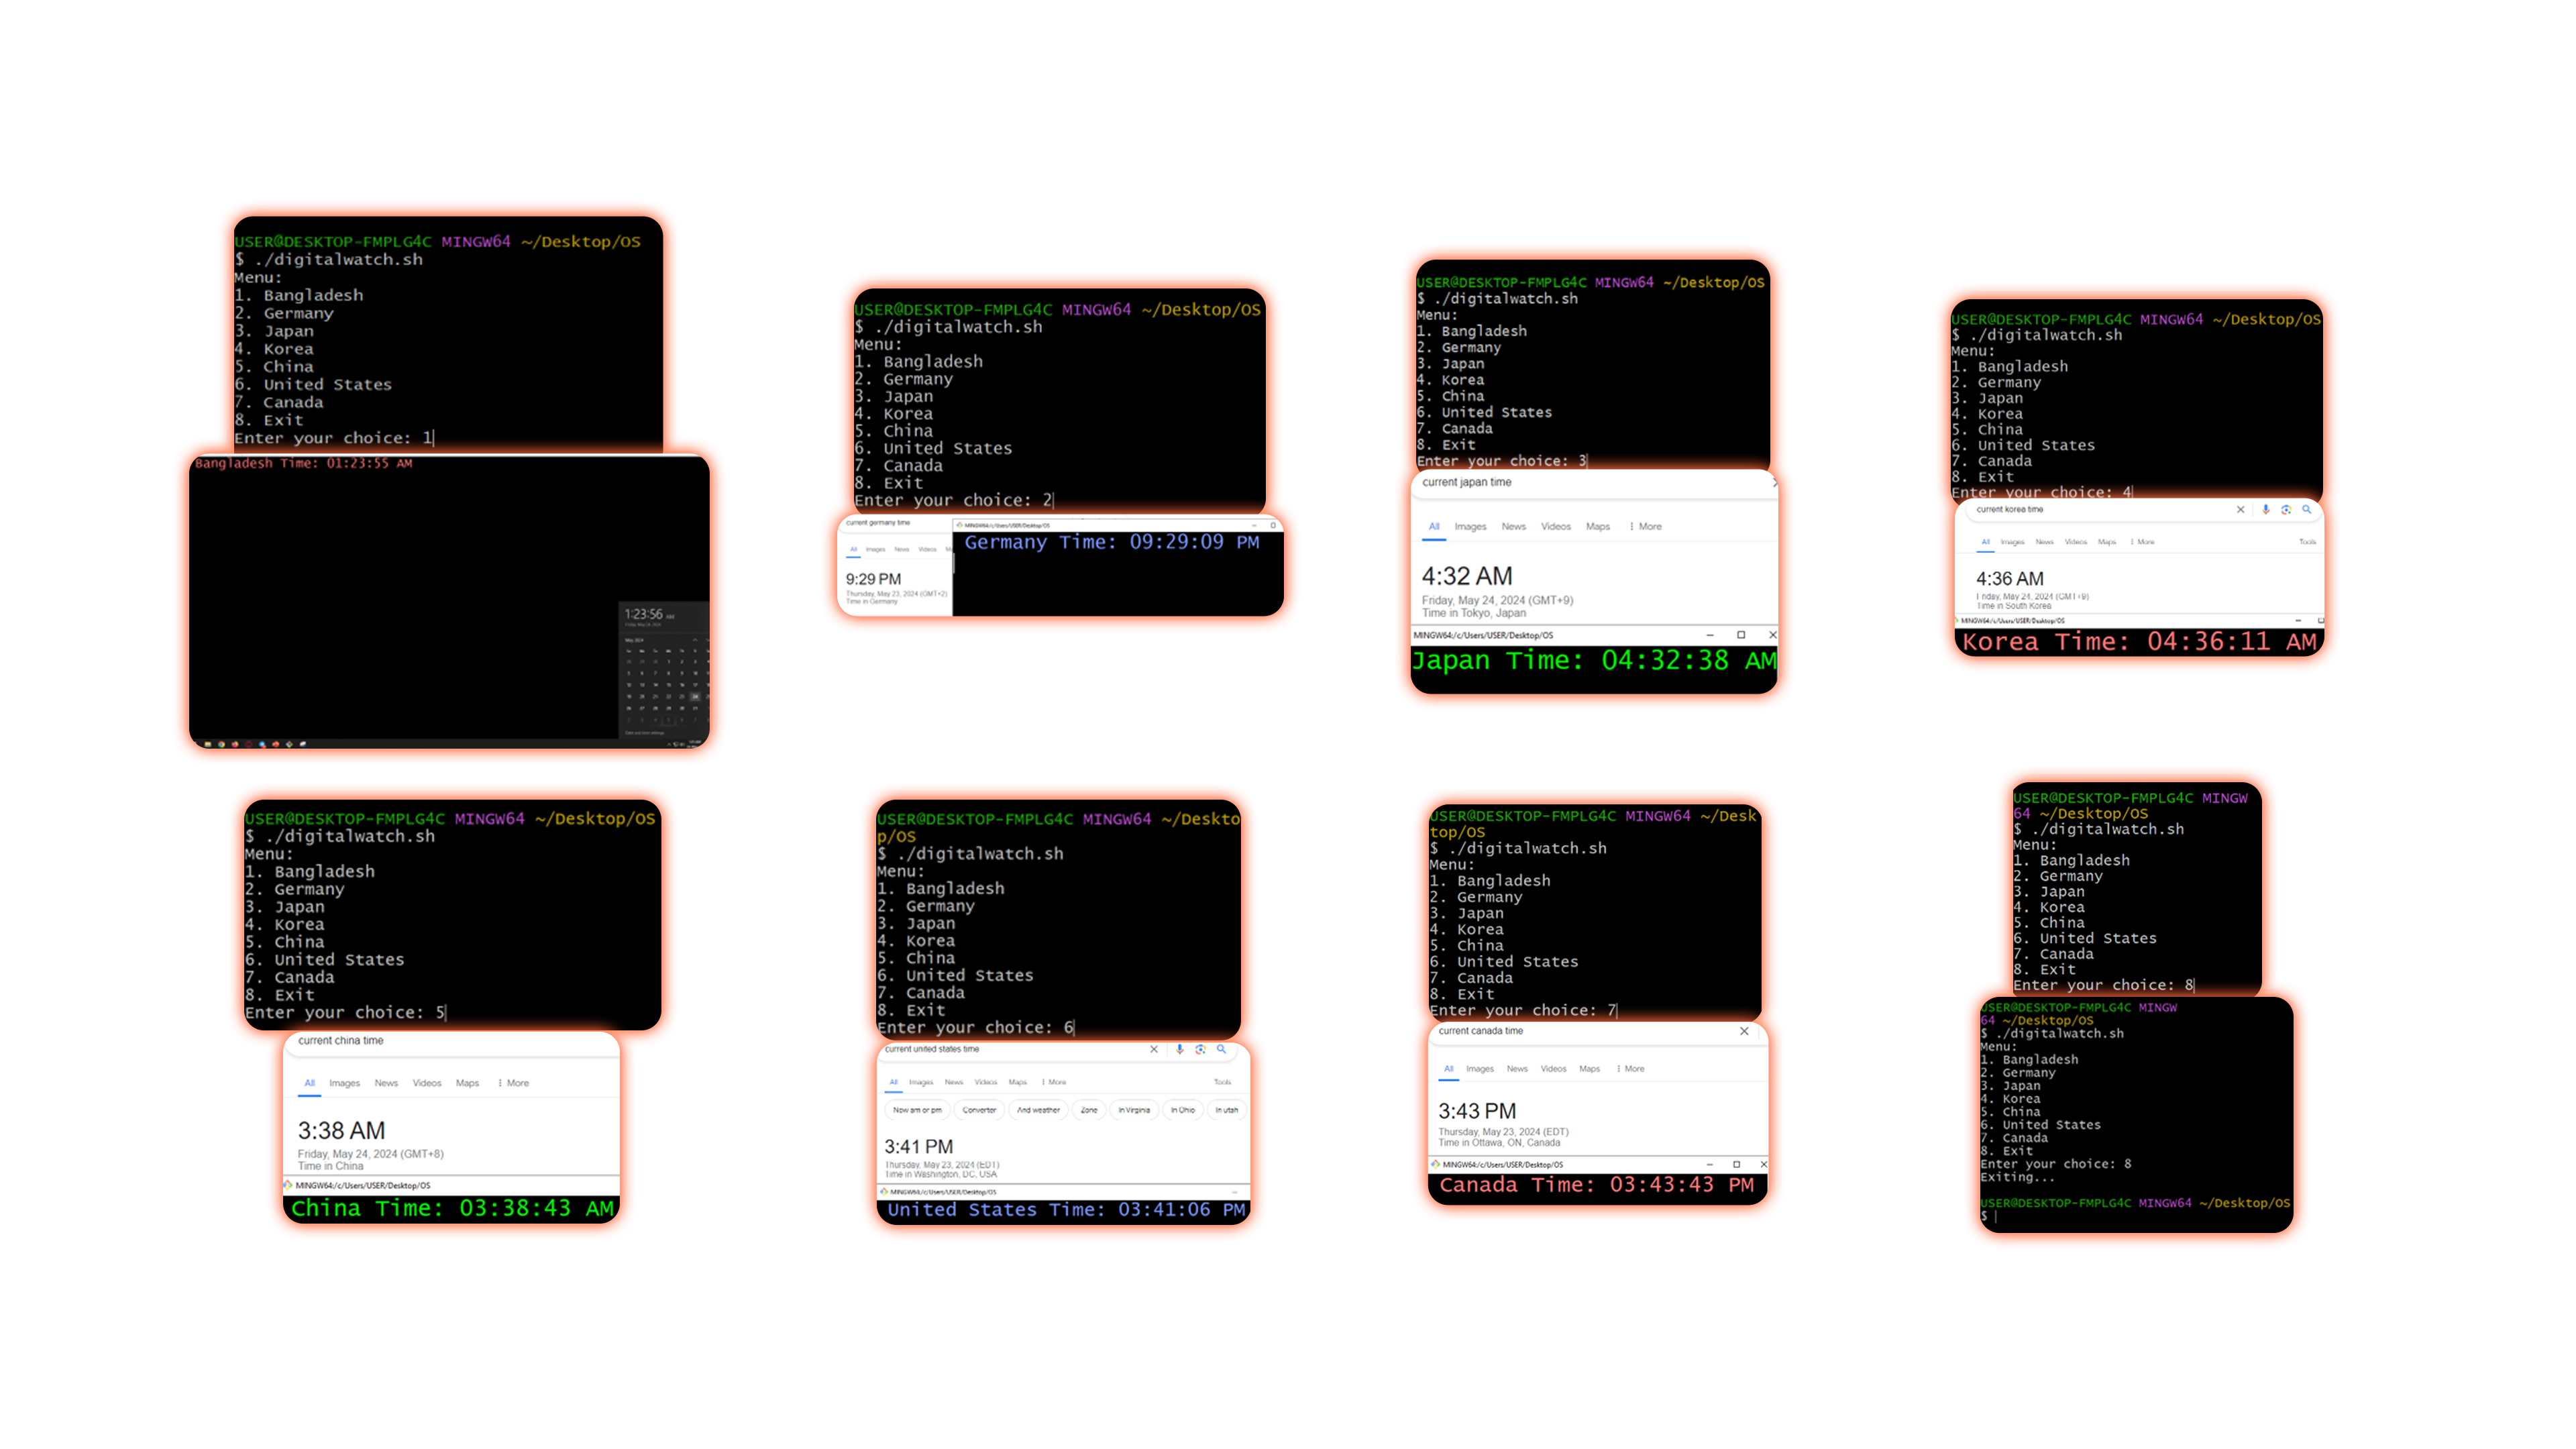 USER@DESKTOP-FMPLG4C MINGW64 ~/Desktop/OS
$ ./digitalwatch.sh
Menu:
1. Bangladesh
2. Germany
3. Japan
4. Korea
5. China
6. United States
7. Canada
8. Exit
Enter your choice: 1
Bangladesh Time: 01:23:55 AM
1:23:56 AM
USER@DESKTOP-FMPLG4C MINGW64 ~/Desktop/OS
$ ./digitalwatch.sh
Menu:
1. Bangladesh
2. Germany
3. Japan
4. Korea
5. China
6. United States
7. Canada
8. Exit
Enter your choice: 2
current germany time
All Images News Videos
9:29 PM
Thursday, May 23, 2024 (GMT+2)
Time in Germany
MINGW64:/c/Users/USER/Desktop/OS
Germany Time: 09:29:09 PM
USER@DESKTOP-FMPLG4C MINGW64 ~/Desktop/OS
$ ./digitalwatch.sh
Menu:
1. Bangladesh
2. Germany
3. Japan
4. Korea
5. China
6. United States
7. Canada
8. Exit
Enter your choice: 3
current japan time
All Images News Videos Maps More
4:32 AM
Friday, May 24, 2024 (GMT+9)
Time in Tokyo, Japan
MINGW64:/c/Users/USER/Desktop/OS
Japan Time: 04:32:38 AM
USER@DESKTOP-FMPLG4C MINGW64 ~/Desktop/OS
$ ./digitalwatch.sh
Menu:
1. Bangladesh
2. Germany
3. Japan
4. Korea
5. China
6. United States
7. Canada
8. Exit
Enter your choice: 4
current korea time
All Images News Videos Maps More Tools
4:36 AM
Friday, May 24, 2024 (GMT+9)
Time in South Korea
MINGW64:/c/Users/USER/Desktop/OS
Korea Time: 04:36:11 AM
USER@DESKTOP-FMPLG4C MINGW64 ~/Desktop/OS
$ ./digitalwatch.sh
Menu:
1. Bangladesh
2. Germany
3. Japan
4. Korea
5. China
6. United States
7. Canada
8. Exit
Enter your choice: 5
current china time
All Images News Videos Maps More
3:38 AM
Friday, May 24, 2024 (GMT+8)
Time in China
MINGW64:/c/Users/USER/Desktop/OS
China Time: 03:38:43 AM
USER@DESKTOP-FMPLG4C MINGW64 ~/Deskto
p/OS
$ ./digitalwatch.sh
Menu:
1. Bangladesh
2. Germany
3. Japan
4. Korea
5. China
6. United States
7. Canada
8. Exit
Enter your choice: 6
current united states time
All Images News Videos Maps More Tools
Now am or pm Converter And weather Zone In Virginia In Ohio In utah
3:41 PM
Thursday, May 23, 2024 (EDT)
Time in Washington, DC, USA
MINGW64:/c/Users/USER/Desktop/OS
United States Time: 03:41:06 PM
USER@DESKTOP-FMPLG4C MINGW64 ~/Desk
top/OS
$ ./digitalwatch.sh
Menu:
1. Bangladesh
2. Germany
3. Japan
4. Korea
5. China
6. United States
7. Canada
8. Exit
Enter your choice: 7
current canada time
All Images News Videos Maps More
3:43 PM
Thursday, May 23, 2024 (EDT)
Time in Ottawa, ON, Canada
MINGW64:/c/Users/USER/Desktop/OS
Canada Time: 03:43:43 PM
USER@DESKTOP-FMPLG4C MINGW
64 ~/Desktop/OS
$ ./digitalwatch.sh
Menu:
1. Bangladesh
2. Germany
3. Japan
4. Korea
5. China
6. United States
7. Canada
8. Exit
Enter your choice: 8
USER@DESKTOP-FMPLG4C MINGW
64 ~/Desktop/OS
$ ./digitalwatch.sh
Menu:
1. Bangladesh
2. Germany
3. Japan
4. Korea
5. China
6. United States
7. Canada
8. Exit
Enter your choice: 8
Exiting...
USER@DESKTOP-FMPLG4C MINGW64 ~/Desktop/OS
$